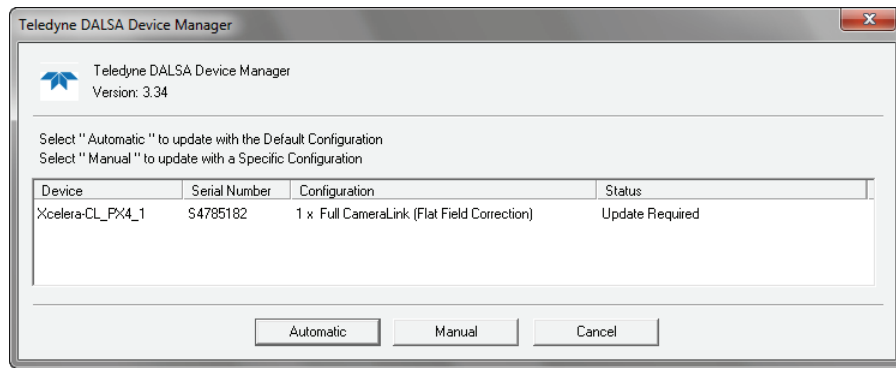 Teledyne DALSA Device Manager
Teledyne DALSA Device Manager
Version: 3.34
Select " Automatic " to update with the Default Configuration
Select " Manual " to update with a Specific Configuration
Device Serial Number Configuration Status
Xcelera-CL_PX4_1 S4785182 1 x Full CameraLink (Flat Field Correction) Update Required
Automatic Manual Cancel